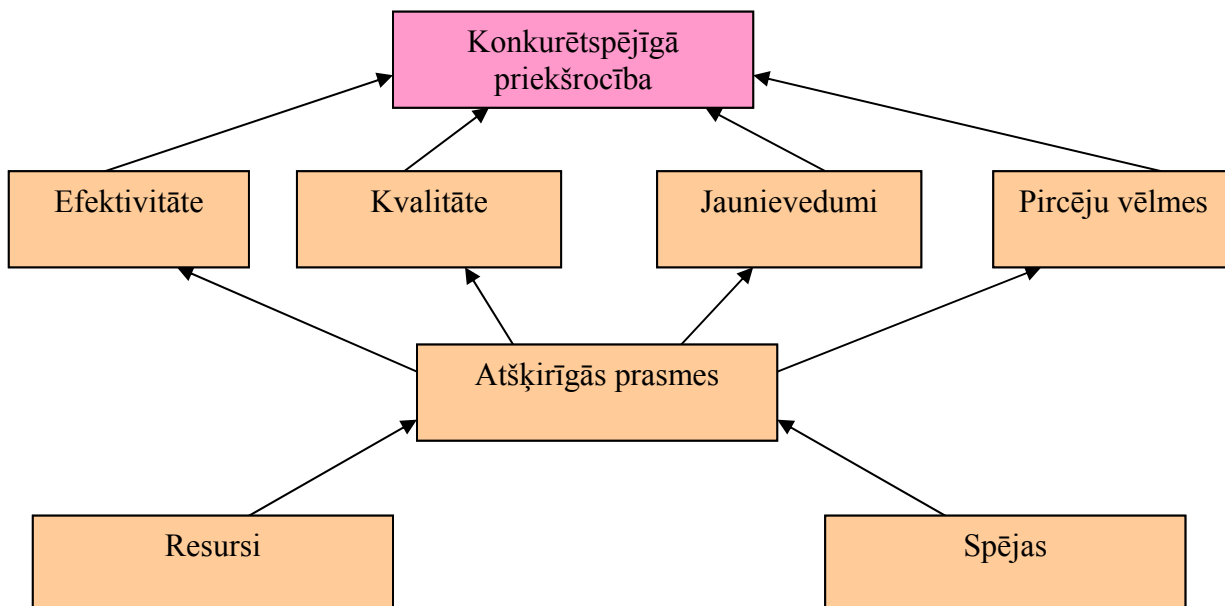 Konkurētspējīgā
priekšrocība
Efektivitāte
Kvalitāte
Jaunievedumi
Pircēju vēlmes
Atšķirīgās prasmes
Resursi
Spējas